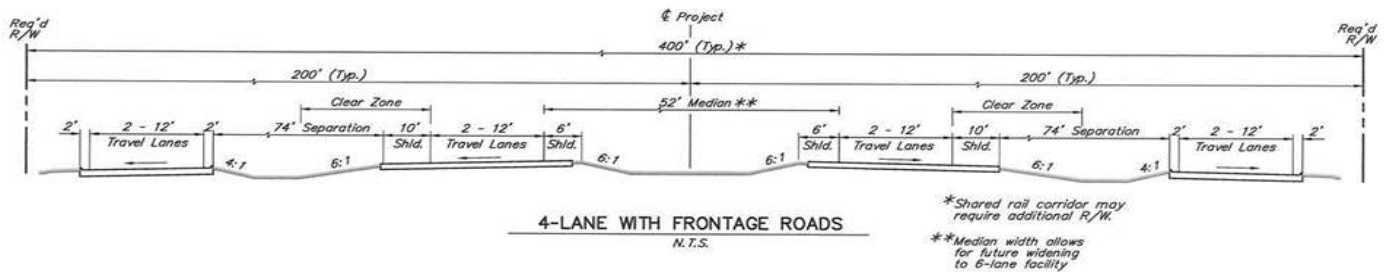 ℄ Project
Req'd
R/W
Req'd
R/W
400' (Typ.)*
200' (Typ.)
200' (Typ.)
Clear Zone
52' Median **
Clear Zone
2'
2 - 12'
Travel Lanes
2'
74' Separation
10'
Shld.
2 - 12'
Travel Lanes
6'
Shld.
6'
Shld.
2 - 12'
Travel Lanes
10'
Shld.
74' Separation
2'
2 - 12'
Travel Lanes
2'
4:1
6:1
6:1
6:1
6:1
4:1
4-LANE WITH FRONTAGE ROADS
N.T.S.
*Shared rail corridor may
require additional R/W.
**Median width allows
for future widening
to 6-lane facility